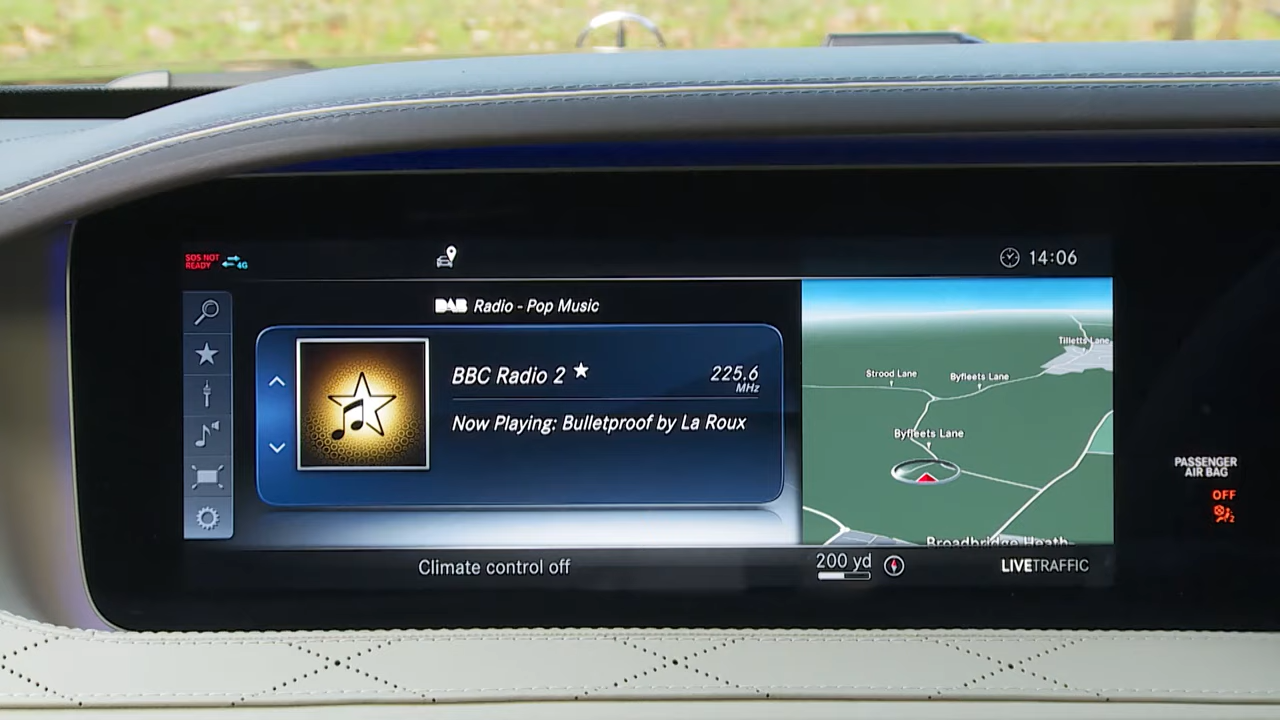 SOS NOT
READY
4G
14:06
DAB Radio - Pop Music
BBC Radio 2
225.6
MHz
Now Playing: Bulletproof by La Roux
Tilletts Lane
Strood Lane
Byfleets Lane
Byfleets Lane
Broadbridge Heath
Climate control off
200 yd
LIVETRAFFIC
PASSENGER
AIR BAG
OFF